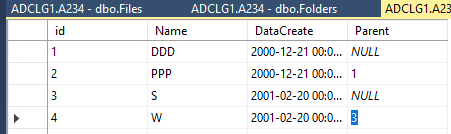 ADCLG1.A234 - dbo.Files ADCLG1.A234 - dbo.Folders ADCLG1.A23
id Name DataCreate Parent
1 DDD 2000-12-21 00:0... NULL
2 PPP 2000-12-21 00:0... 1
3 S 2001-02-20 00:0... NULL
4 W 2001-02-20 00:0... 3